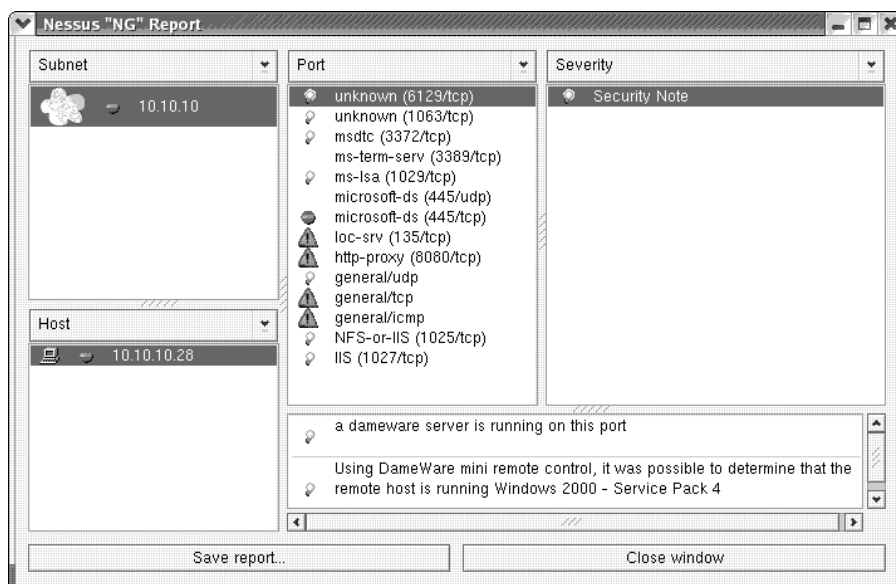 Nessus "NG" Report
Subnet
10.10.10
Host
10.10.10.28
Port
unknown (6129/tcp)
unknown (1063/tcp)
msdtc (3372/tcp)
ms-term-serv (3389/tcp)
ms-lsa (1029/tcp)
microsoft-ds (445/udp)
microsoft-ds (445/tcp)
loc-srv (135/tcp)
http-proxy (8080/tcp)
general/udp
general/tcp
general/icmp
NFS-or-IIS (1025/tcp)
IIS (1027/tcp)
Severity
Security Note
a dameware server is running on this port
Using DameWare mini remote control, it was possible to determine that the
remote host is running Windows 2000 - Service Pack 4
Save report...
Close window